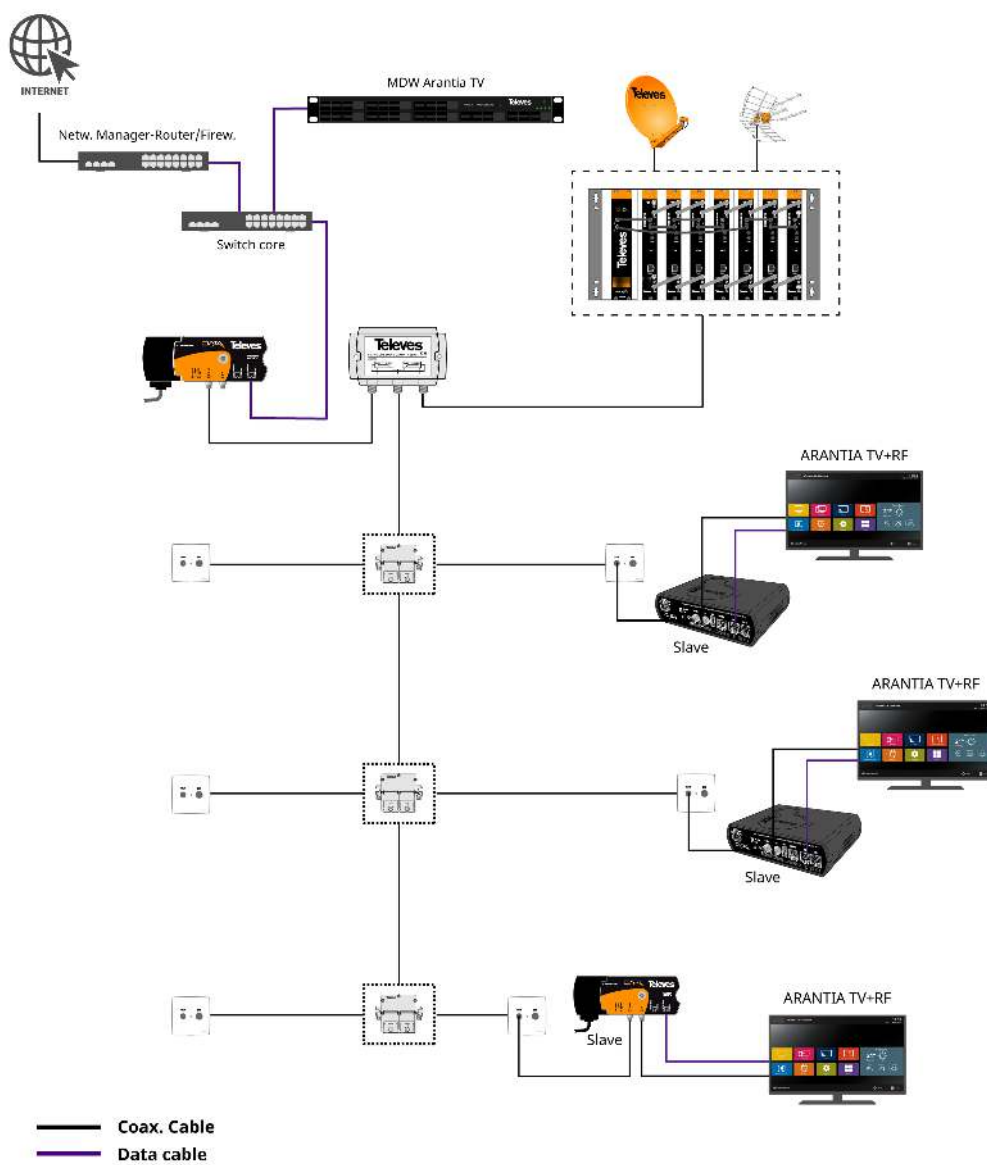 INTERNET
MDW Arantia TV
Televes
Televes
Netw. Manager-Router/Firew.
Switch core
Televes
Televes
Televes
ARANTIA TV+RF
Slave
ARANTIA TV+RF
Slave
Televes
ARANTIA TV+RF
Slave
Coax. Cable
Data cable